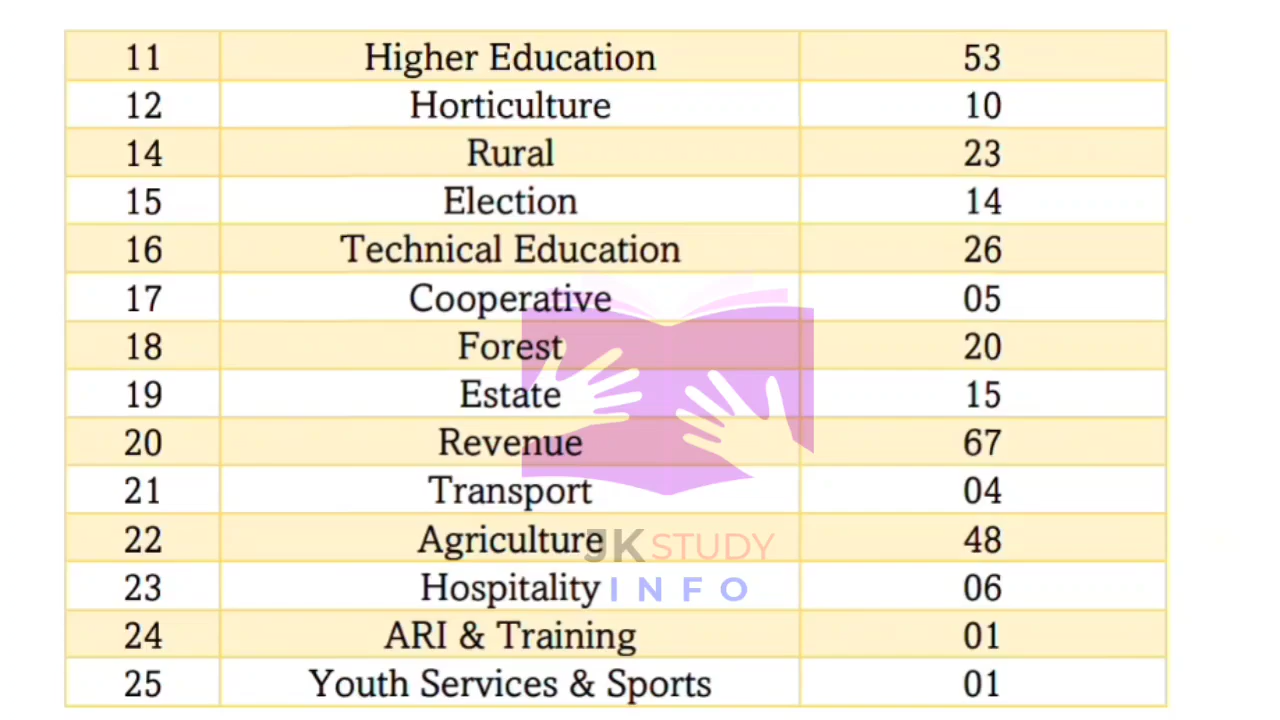 11 Higher Education 53
12 Horticulture 10
14 Rural 23
15 Election 14
16 Technical Education 26
17 Cooperative 05
18 Forest 20
19 Estate 15
20 Revenue 67
21 Transport 04
22 Agriculture 48
JK STUDY
23 Hospitality 06
INFO
24 ARI & Training 01
25 Youth Services & Sports 01